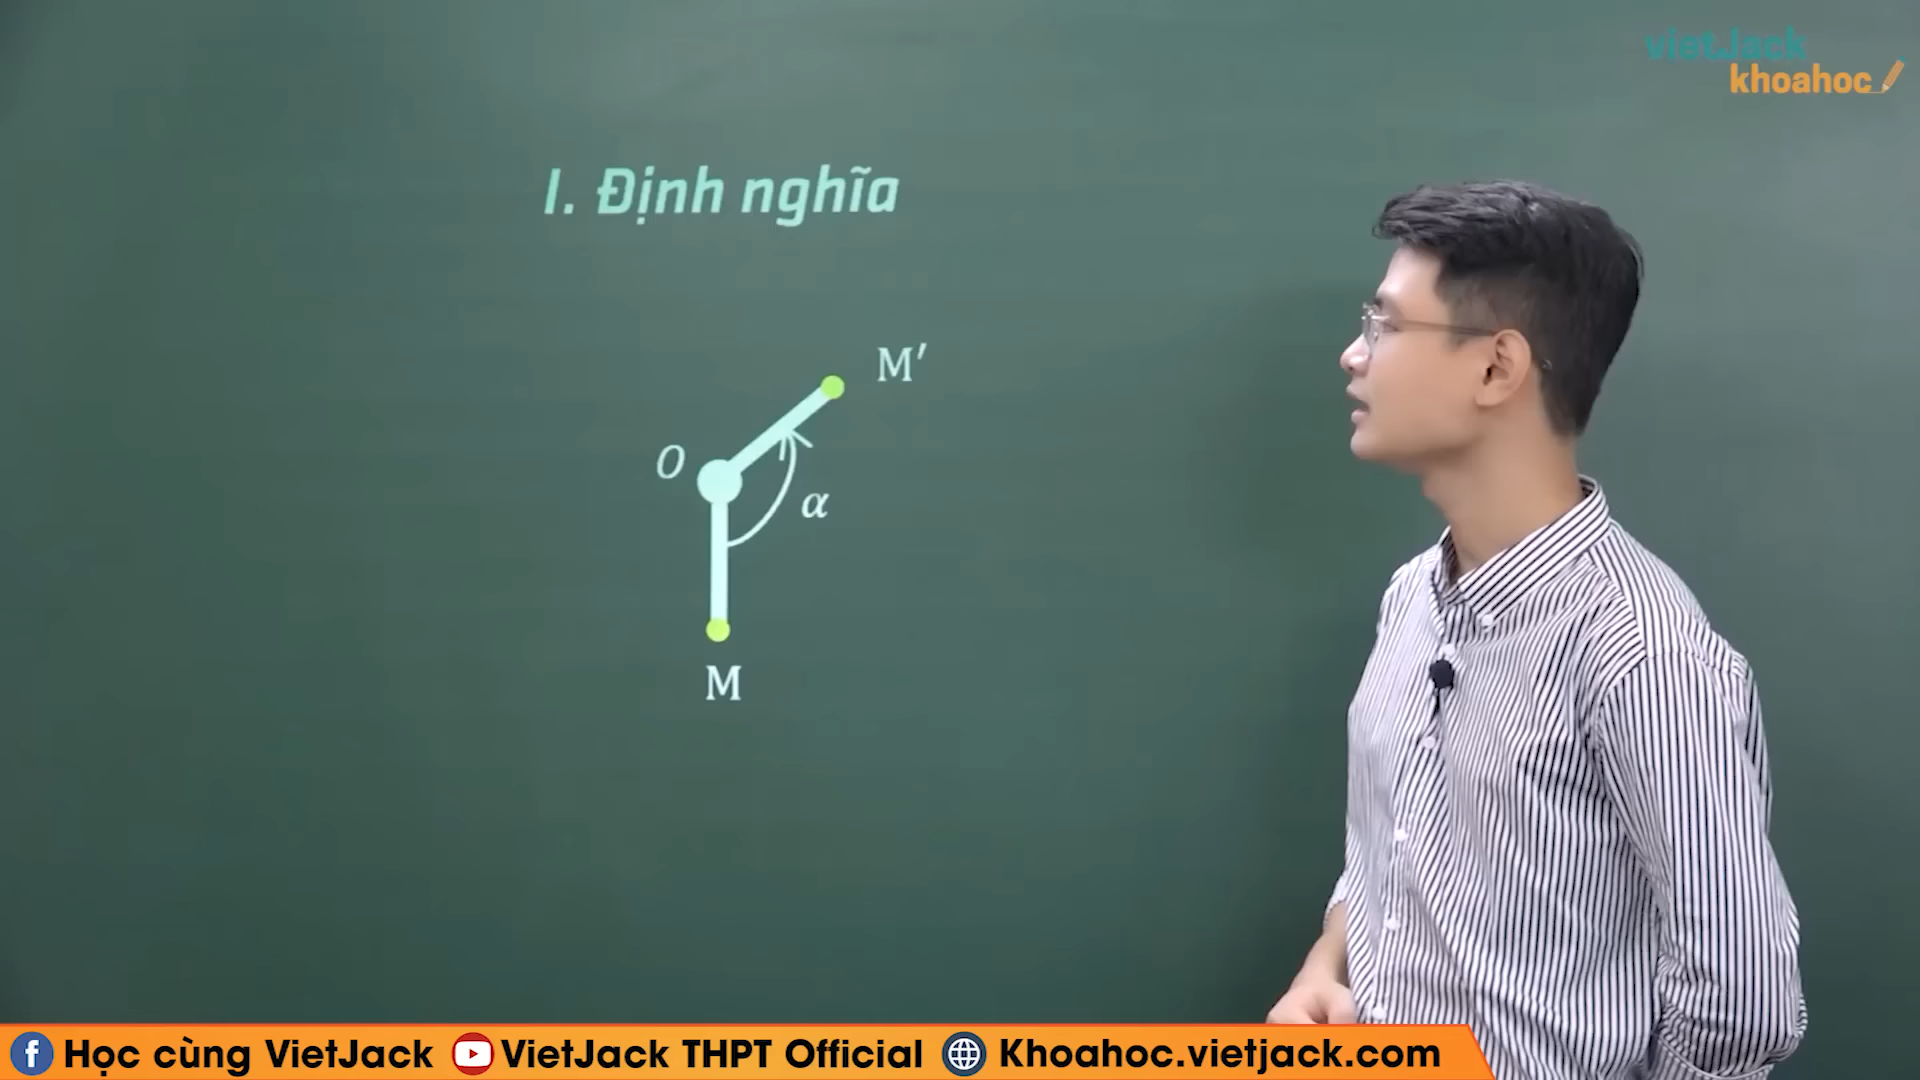 vietJack
khoahoc
I. Định nghĩa
M′
O
α
M
Học cùng VietJack VietJack THPT Official Khoahoc.vietjack.com